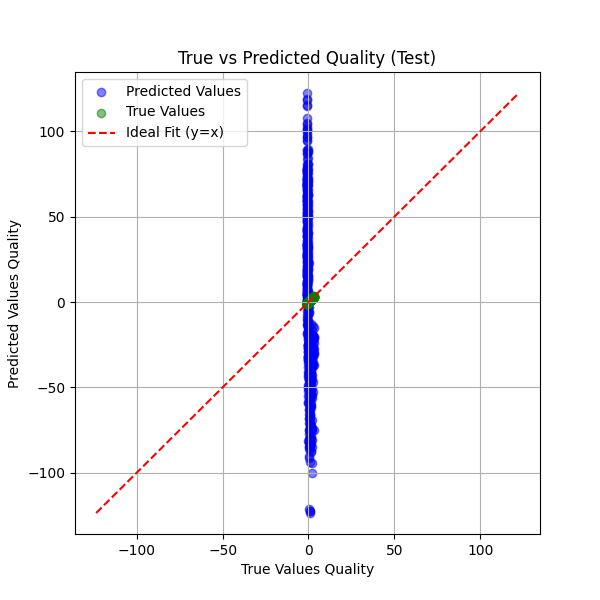 True vs Predicted Quality (Test)
Predicted Values
True Values
Ideal Fit (y=x)
Predicted Values Quality
100
50
0
−50
−100
−100
−50
0
50
100
True Values Quality